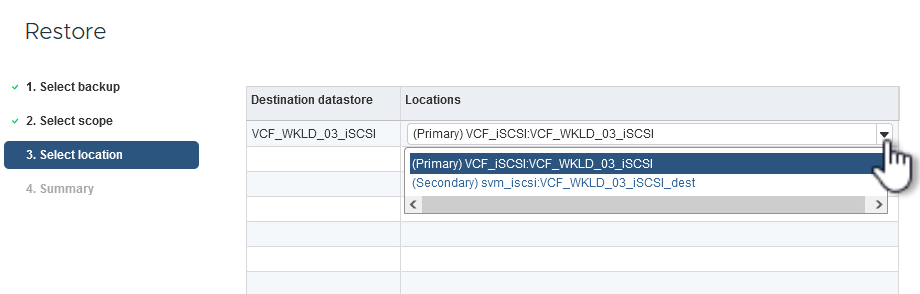 Restore
1. Select backup
2. Select scope
3. Select location
4. Summary
Destination datastore Locations
VCF_WKLD_03_iSCSI (Primary) VCF_iSCSI:VCF_WKLD_03_iSCSI
(Primary) VCF_iSCSI:VCF_WKLD_03_iSCSI
(Secondary) svm_iscsi:VCF_WKLD_03_iSCSI_dest